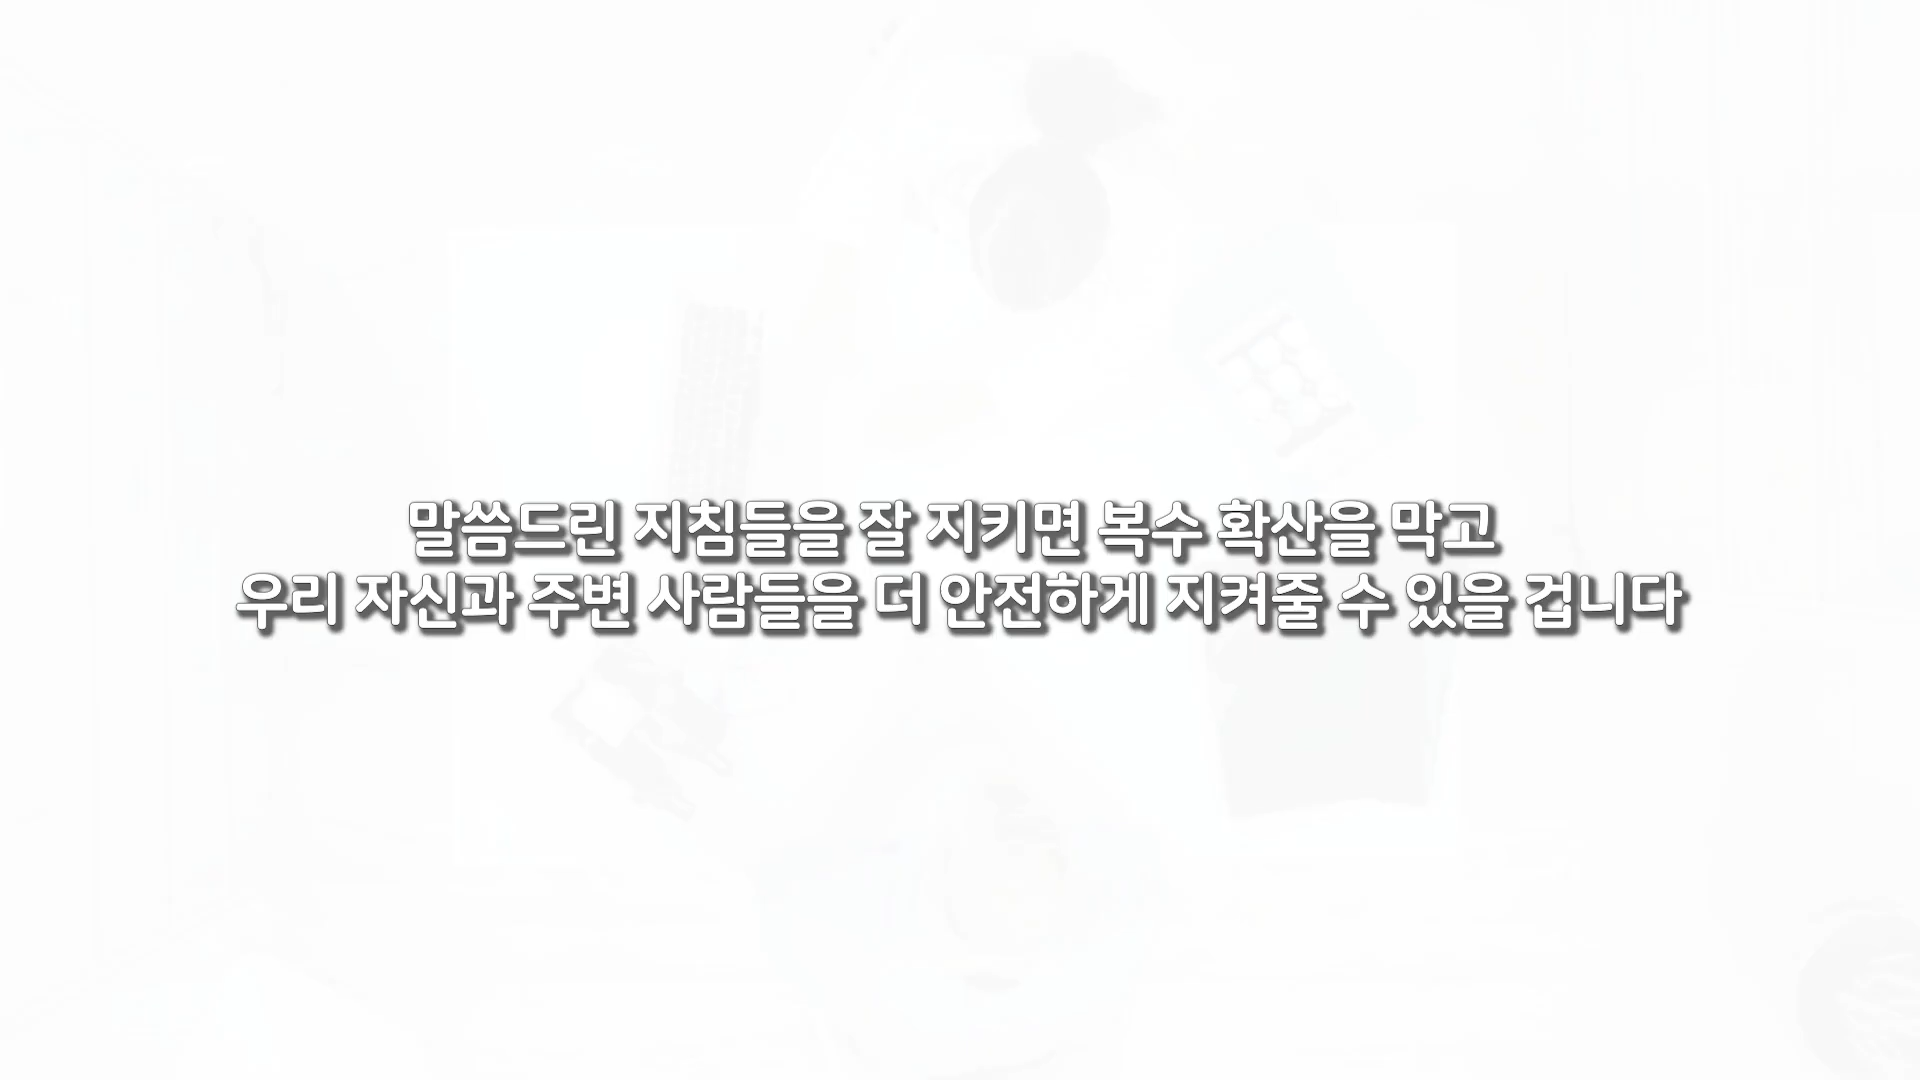 말씀드린 지침들을 잘 지키면 복수 확산을 막고
우리 자신과 주변 사람들을 더 안전하게 지켜줄 수 있을 겁니다